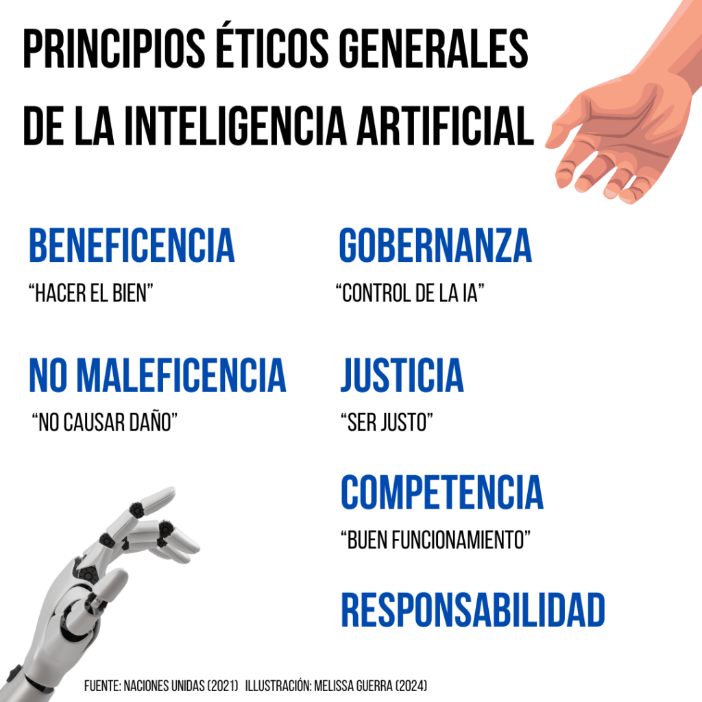 PRINCIPIOS ÉTICOS GENERALES
DE LA INTELIGENCIA ARTIFICIAL
BENEFICENCIA
“HACER EL BIEN”
NO MALEFICENCIA
“NO CAUSAR DAÑO”
GOBERNANZA
“CONTROL DE LA IA”
JUSTICIA
“SER JUSTO”
COMPETENCIA
“BUEN FUNCIONAMIENTO”
RESPONSABILIDAD
FUENTE: NACIONES UNIDAS (2021) ILLUSTRACIÓN: MELISSA GUERRA (2024)